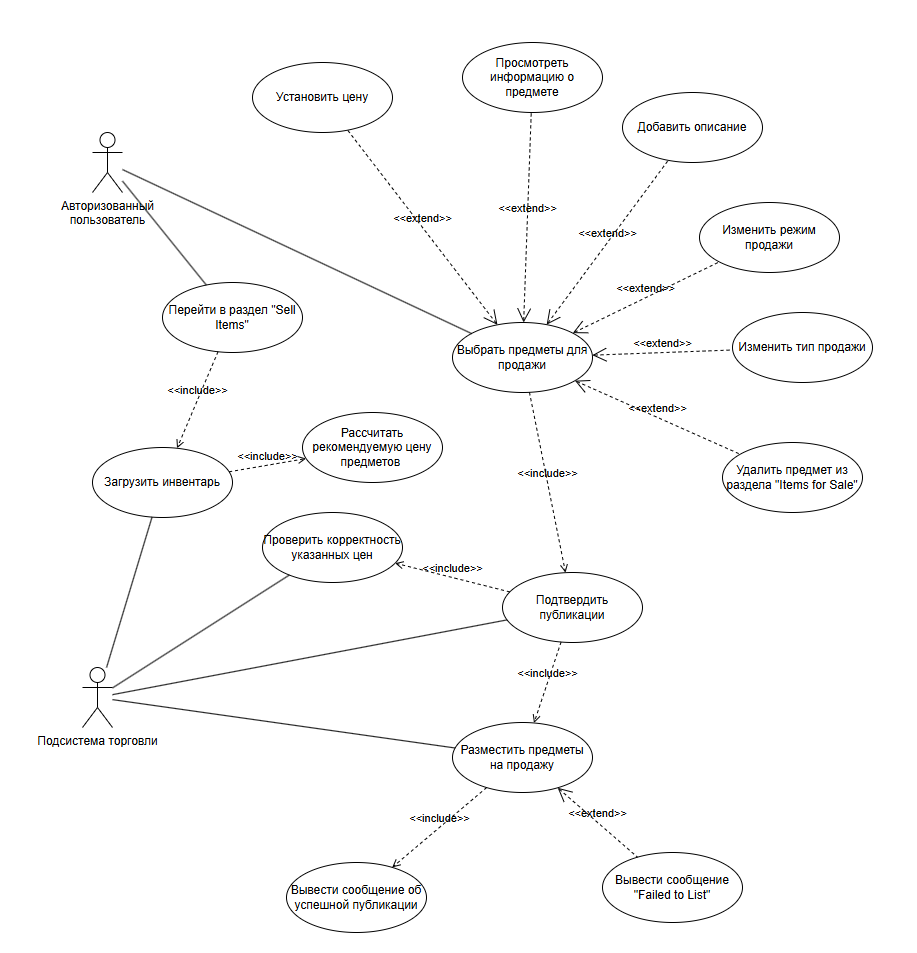 Просмотреть
информацию о
предмете
Установить цену
Добавить описание
Авторизованный
пользователь
<<extend>>
<<extend>>
<<extend>>
Изменить режим
продажи
<<extend>>
Перейти в раздел "Sell
Items"
Выбрать предметы для
продажи
<<extend>>
Изменить тип продажи
<<include>>
<<extend>>
Рассчитать
рекомендуемую цену
предметов
<<include>>
Загрузить инвентарь
<<include>>
Удалить предмет из
раздела "Items for Sale"
Проверить корректность
указанных цен
<<include>>
Подтвердить
публикации
<<include>>
Подсистема торговли
Разместить предметы
на продажу
<<include>>
<<extend>>
Вывести сообщение об
успешной публикации
Вывести сообщение
"Failed to List"